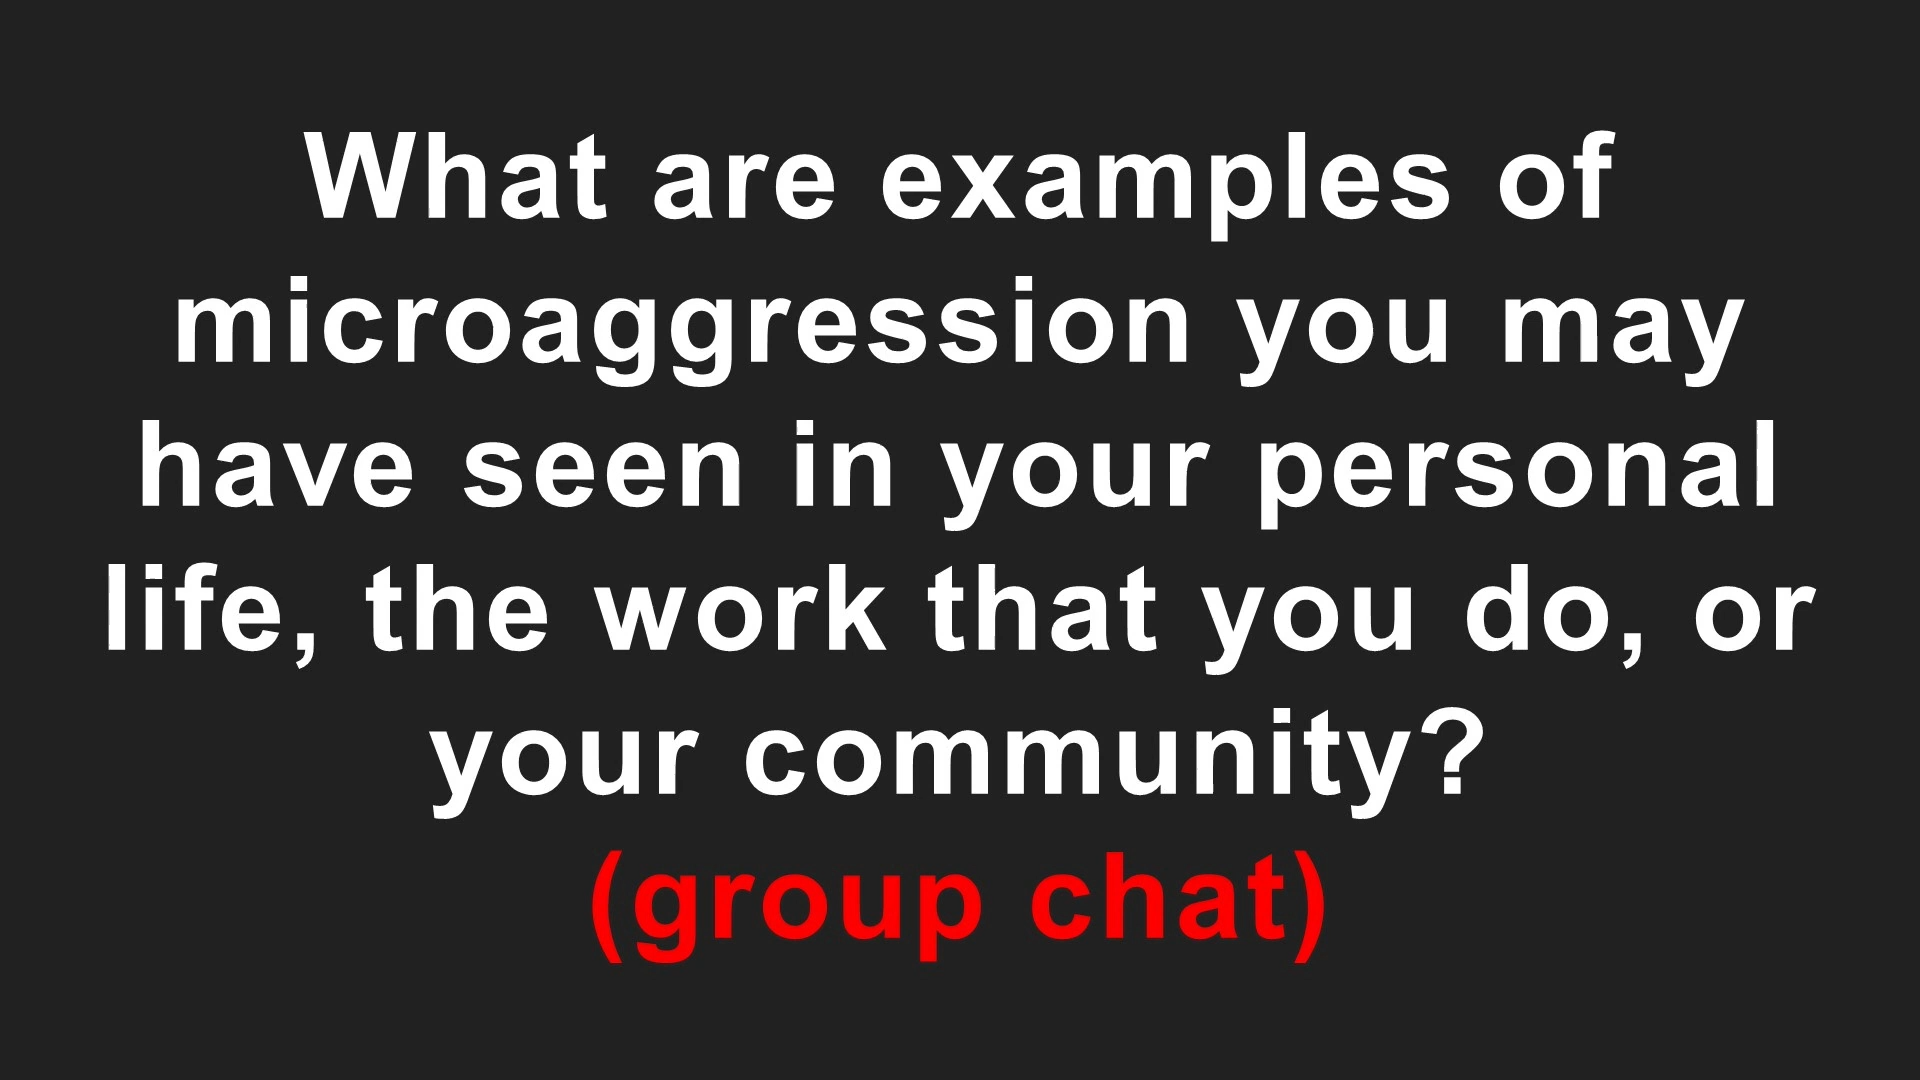 What are examples of
microaggression you may
have seen in your personal
life, the work that you do, or
your community?
(group chat)